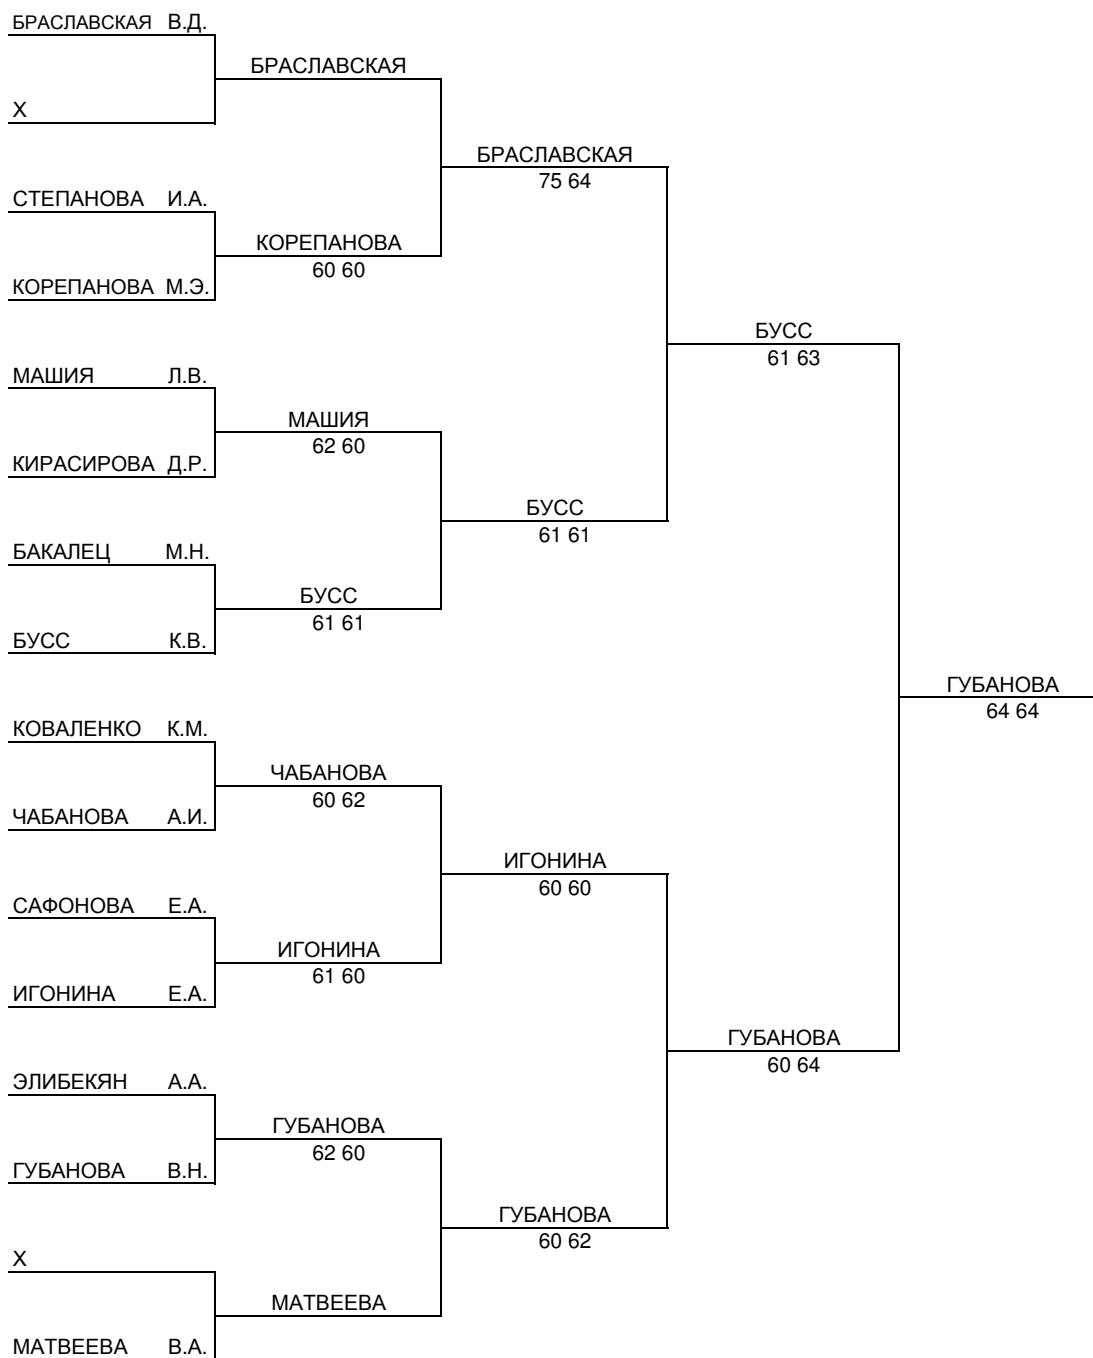 БРАСЛАВСКАЯ В.Д.
БРАСЛАВСКАЯ
Х
БРАСЛАВСКАЯ
75 64
СТЕПАНОВА И.А.
КОРЕПАНОВА
60 60
КОРЕПАНОВА М.Э.
БУСС
61 63
МАШИЯ Л.В.
МАШИЯ
62 60
КИРАСИРОВА Д.Р.
БУСС
61 61
БАКАЛЕЦ М.Н.
БУСС
61 61
БУСС К.В.
ГУБАНОВА
64 64
КОВАЛЕНКО К.М.
ЧАБАНОВА
60 62
ЧАБАНОВА А.И.
ИГОНИНА
60 60
САФОНОВА Е.А.
ИГОНИНА
61 60
ИГОНИНА Е.А.
ГУБАНОВА
60 64
ЭЛИБЕКЯН А.А.
ГУБАНОВА
62 60
ГУБАНОВА В.Н.
ГУБАНОВА
60 62
Х
МАТВЕЕВА
МАТВЕЕВА В.А.